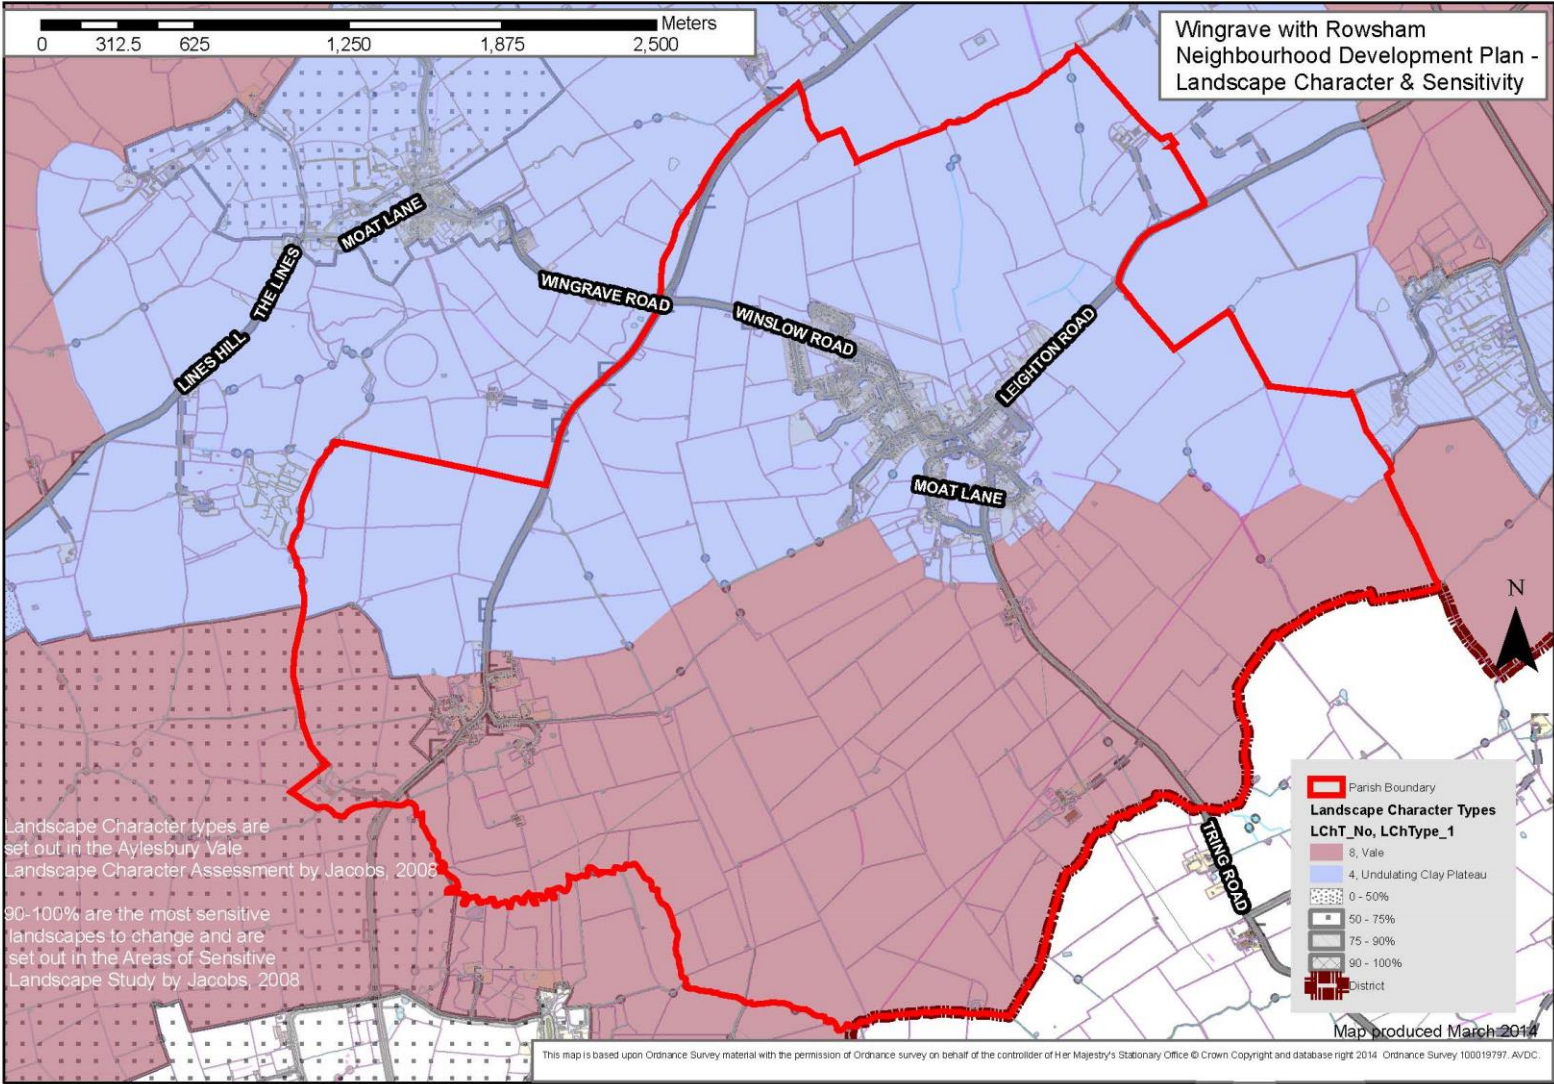 Meters
0 312.5 625 1,250 1,875 2,500
Wingrave with Rowsham
Neighbourhood Development Plan -
Landscape Character & Sensitivity
MOAT LANE
THE LINES
LINES HILL
WINGRAVE ROAD
WINSLOW ROAD
LEIGHTON ROAD
MOAT LANE
TRING ROAD
N
Landscape Character types are
set out in the Aylesbury Vale
Landscape Character Assessment by Jacobs, 2008
90-100% are the most sensitive
landscapes to change and are
set out in the Areas of Sensitive
Landscape Study by Jacobs, 2008
Parish Boundary
Landscape Character Types
LChT_No, LChType_1
8, Vale
4, Undulating Clay Plateau
0 - 50%
50 - 75%
75 - 90%
90 - 100%
District
Map produced March 2014
This map is based upon Ordnance Survey material with the permission of Ordnance survey on behalf of the controllder of Her Majesty's Stationary Office © Crown Copyright and database right 2014 Ordnance Survey 100019797. AVDC.